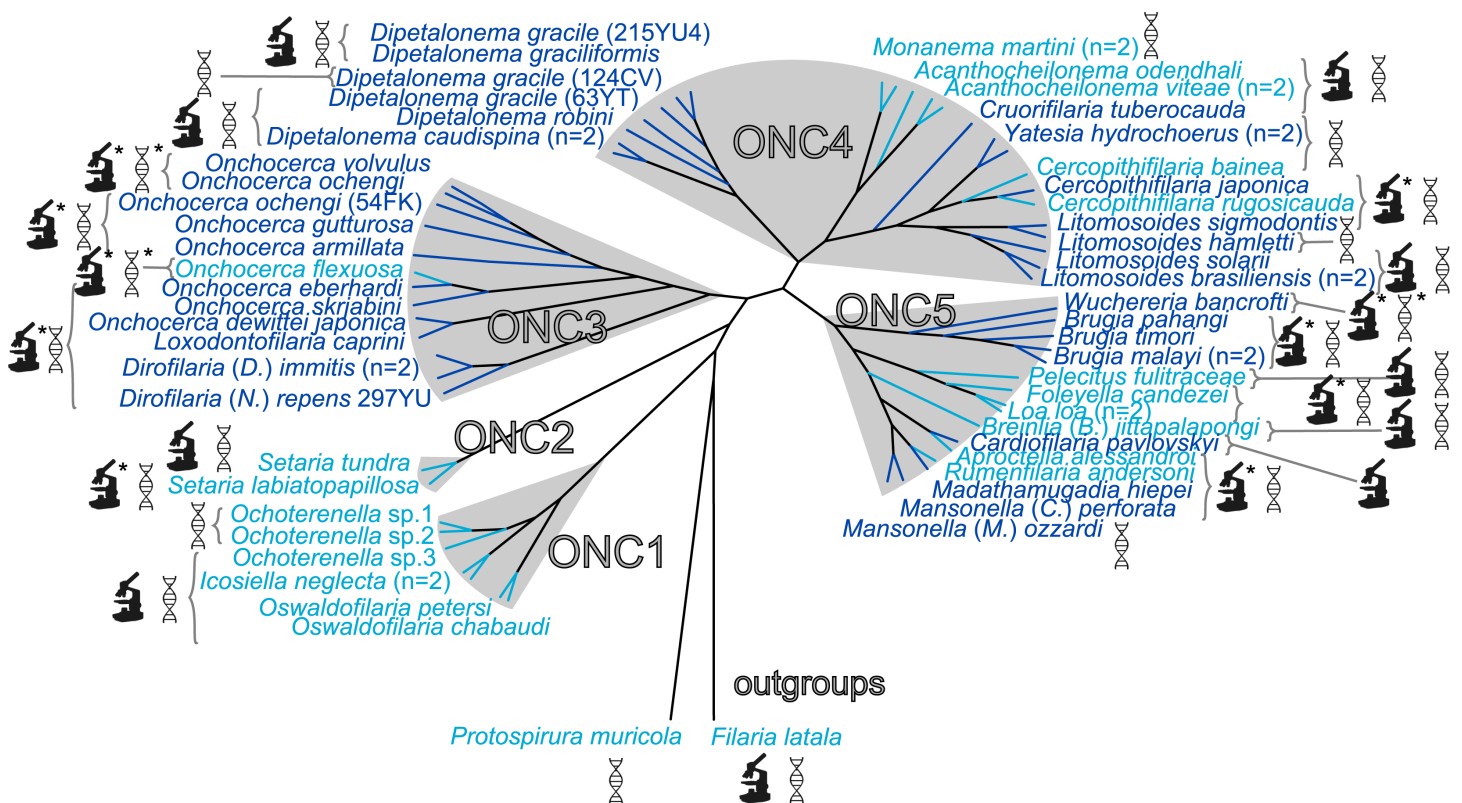 Dipetalonema gracile (215YU4)
Dipetalonema graciliformis
Dipetalonema gracile (124CV)
Dipetalonema gracile (63YT)
Dipetalonema robini
Dipetalonema caudispina (n=2)
* *
Onchocerca volvulus
Onchocerca ochengi
*
Onchocerca ochengi (54FK)
Onchocerca gutturosa
Onchocerca armillata
* *
Onchocerca flexuosa
Onchocerca eberhardi
Onchocerca skrjabini
*
Onchocerca dewittei japonica
Loxodontofilaria caprini
Dirofilaria (D.) immitis (n=2)
Dirofilaria (N.) repens 297YU
ONC3
ONC2
Setaria tundra
*
Setaria labiatopapillosa
Ochoterenella sp.1
Ochoterenella sp.2
Ochoterenella sp.3
Icosiella neglecta (n=2)
Oswaldofilaria petersi
Oswaldofilaria chabaudi
ONC1
ONC4
Monanema martini (n=2)
Acanthocheilonema odendhali
Acanthocheilonema viteae (n=2)
Cruorifilaria tuberocauda
Yatesia hydrochoerus (n=2)
Cercopithifilaria bainea
Cercopithifilaria japonica
*
Cercopithifilaria rugosicauda
Litomosoides sigmodontis
Litomosoides hamletti
Litomosoides solarii
*
Litomosoides brasiliensis (n=2)
ONC5
Wuchereria bancrofti
* *
Brugia pahangi
*
Brugia timori
Brugia malayi (n=2)
Pelecitus fulitraceae
Foleyella candezei
*
Loa loa (n=2)
Breinlia (B.) jittapalapongi
Cardiofilaria pavlovskyi
Aproctella alessandroi
Rumenfilaria andersoni
*
Madathamugadia hiepei
Mansonella (C.) perforata
Mansonella (M.) ozzardi
outgroups
Protospirura muricola
Filaria latala